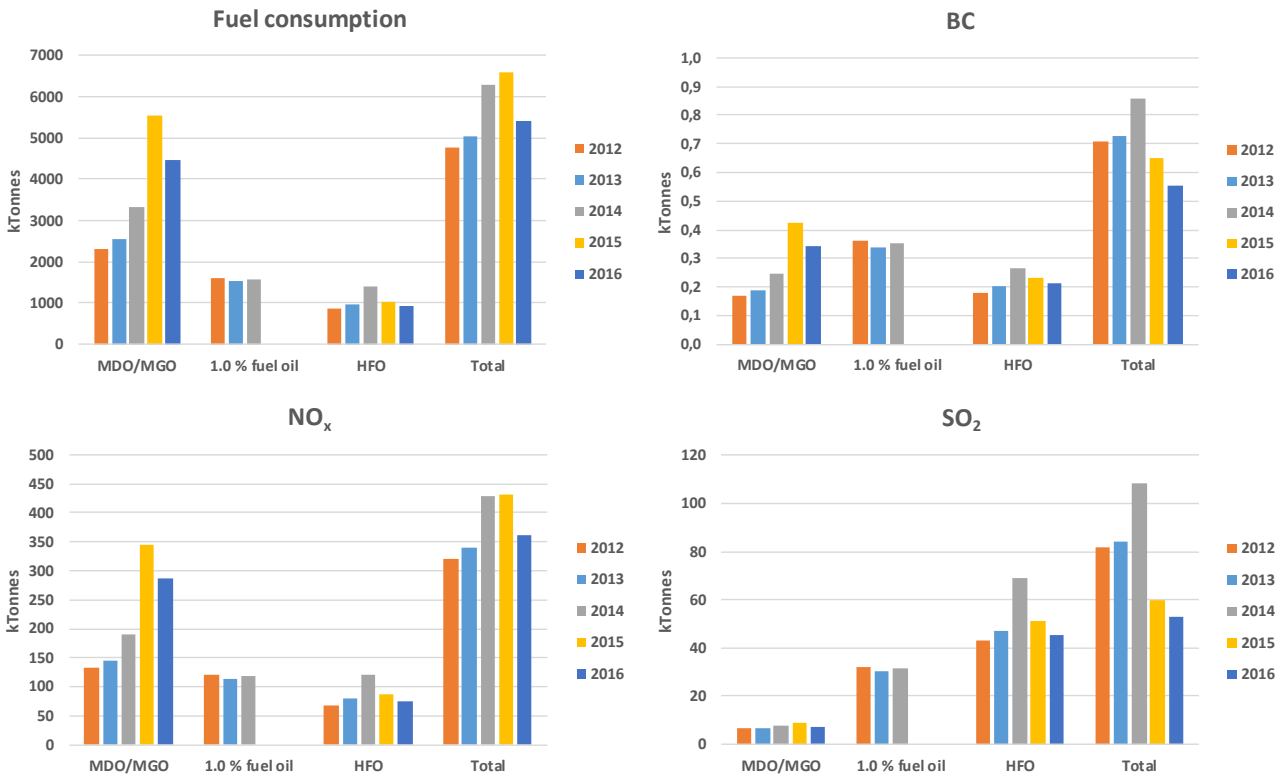 Fuel consumption
kTonnes
7000
6000
5000
4000
3000
2000
1000
0
MDO/MGO
1.0 % fuel oil
HFO
Total
2012
2013
2014
2015
2016
BC
kTonnes
1,0
0,9
0,8
0,7
0,6
0,5
0,4
0,3
0,2
0,1
0,0
MDO/MGO
1.0 % fuel oil
HFO
Total
2012
2013
2014
2015
2016
NOx
kTonnes
500
450
400
350
300
250
200
150
100
50
0
MDO/MGO
1.0 % fuel oil
HFO
Total
2012
2013
2014
2015
2016
SO2
kTonnes
120
100
80
60
40
20
0
MDO/MGO
1.0 % fuel oil
HFO
Total
2012
2013
2014
2015
2016